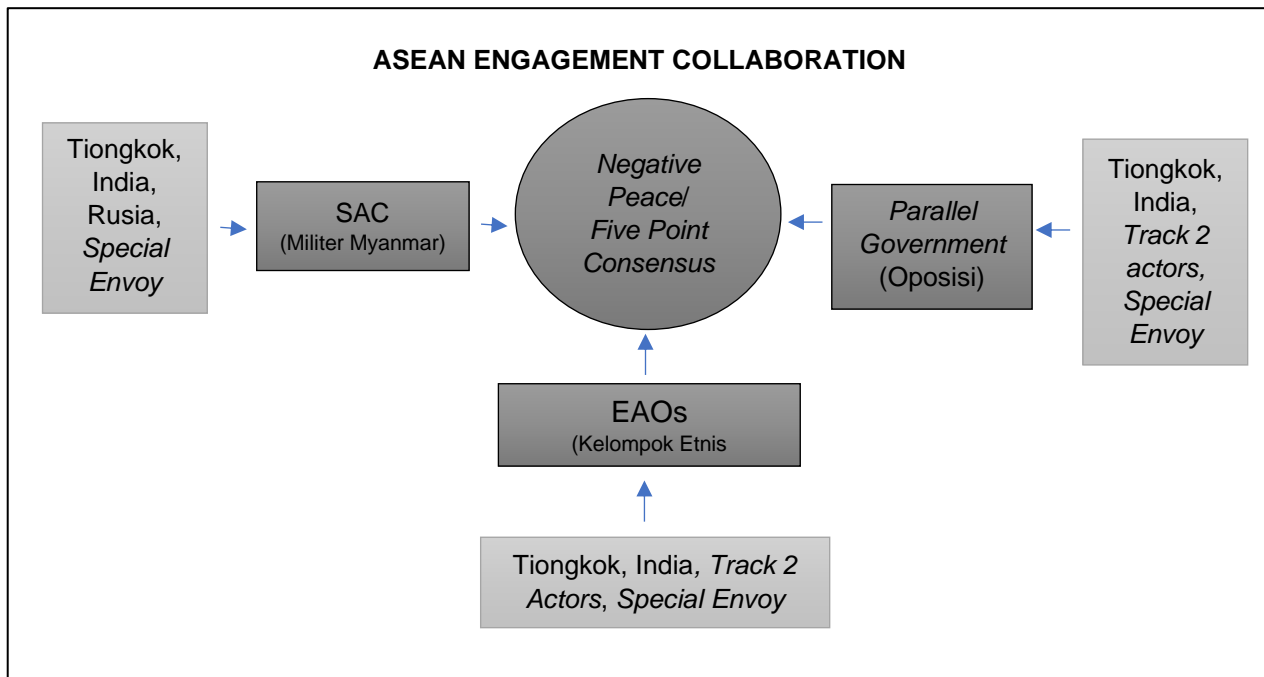 ASEAN ENGAGEMENT COLLABORATION
Tiongkok,
India,
Rusia,
Special
Envoy
SAC
(Militer Myanmar)
Negative
Peace/
Five Point
Consensus
Parallel
Government
(Oposisi)
Tiongkok,
India,
Track 2
actors,
Special
Envoy
EAOs
(Kelompok Etnis
Tiongkok, India, Track 2
Actors, Special Envoy